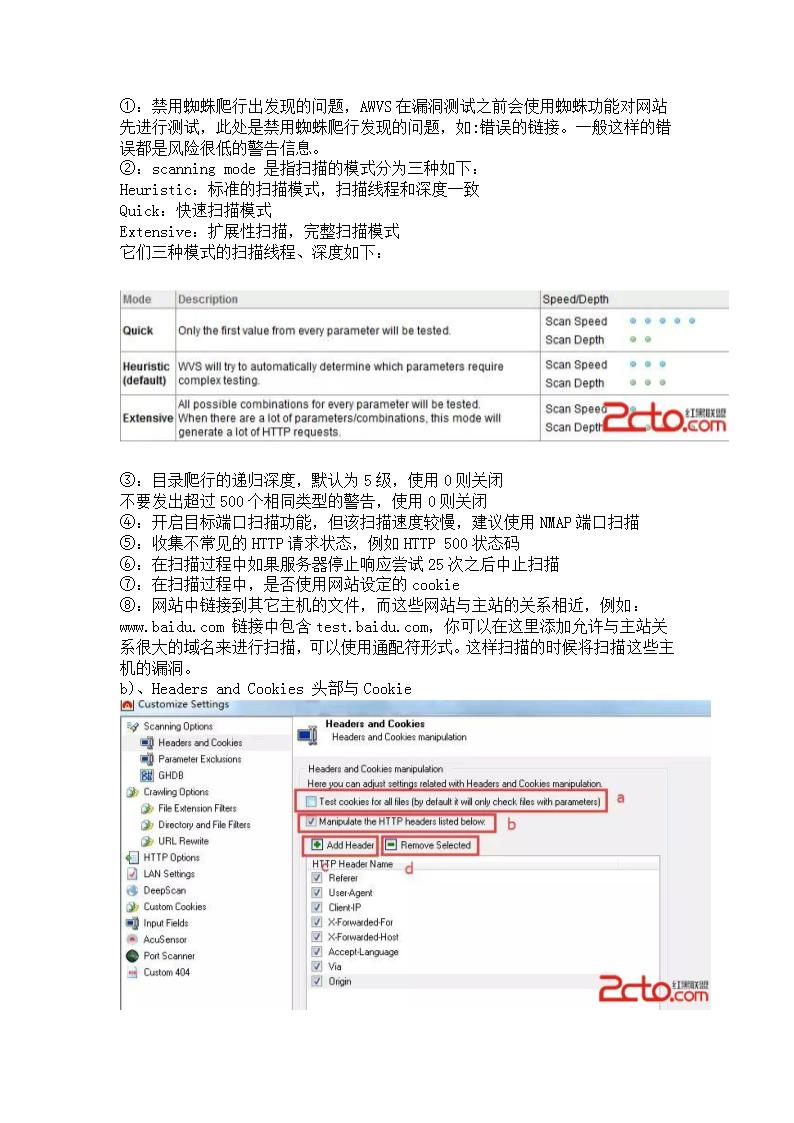 ①：禁用蜘蛛爬行出发现的问题，AWVS在漏洞测试之前会使用蜘蛛功能对网站
先进行测试，此处是禁用蜘蛛爬行发现的问题，如:错误的链接。一般这样的错
误都是风险很低的警告信息。
②：scanning mode 是指扫描的模式分为三种如下：
Heuristic：标准的扫描模式，扫描线程和深度一致
Quick：快速扫描模式
Extensive：扩展性扫描，完整扫描模式
它们三种模式的扫描线程、深度如下：
Mode Description Speed/Depth
Quick Only the first value from every parameter will be tested. Scan Speed
Scan Depth
Heuristic (default) WVS will try to automatically determine which parameters require Scan Speed
complex testing. Scan Depth
Extensive All possible combinations for every parameter will be tested. Scan Speed
When there are a lot of parameters/combinations, this mode will Scan Depth
generate a lot of HTTP requests.
2cto.com 红黑联盟
③：目录爬行的递归深度，默认为5级，使用0则关闭
不要发出超过500个相同类型的警告，使用0则关闭
④：开启目标端口扫描功能，但该扫描速度较慢，建议使用NMAP端口扫描
⑤：收集不常见的HTTP请求状态，例如HTTP 500状态码
⑥：在扫描过程中如果服务器停止响应尝试25次之后中止扫描
⑦：在扫描过程中，是否使用网站设定的cookie
⑧：网站中链接到其它主机的文件，而这些网站与主站的关系相近，例如：
www.baidu.com 链接中包含test.baidu.com，你可以在这里添加允许与主站关
系很大的域名来进行扫描，可以使用通配符形式。这样扫描的时候将扫描这些主
机的漏洞。
b)、Headers and Cookies 头部与Cookie
Customize Settings
Scanning Options
Headers and Cookies
Parameter Exclusions
GHDB
Crawling Options
File Extension Filters
Directory and File Filters
URL Rewrite
HTTP Options
LAN Settings
DeepScan
Custom Cookies
Input Fields
AcuSensor
Port Scanner
Custom 404
Headers and Cookies
Headers and Cookies manipulation
Headers and Cookies manipulation
Here you can adjust settings related with Headers and Cookies manipulation.
Test cookies for all files (by default it will only check files with parameters) a
Manipulate the HTTP headers listed below: b
Add Header Remove Selected
HTTP Header Name
c d
Referer
User-Agent
Client-IP
X-Forwarded-For
X-Forwarded-Host
Accept-Language
Via
Origin
2cto.com 红黑联盟